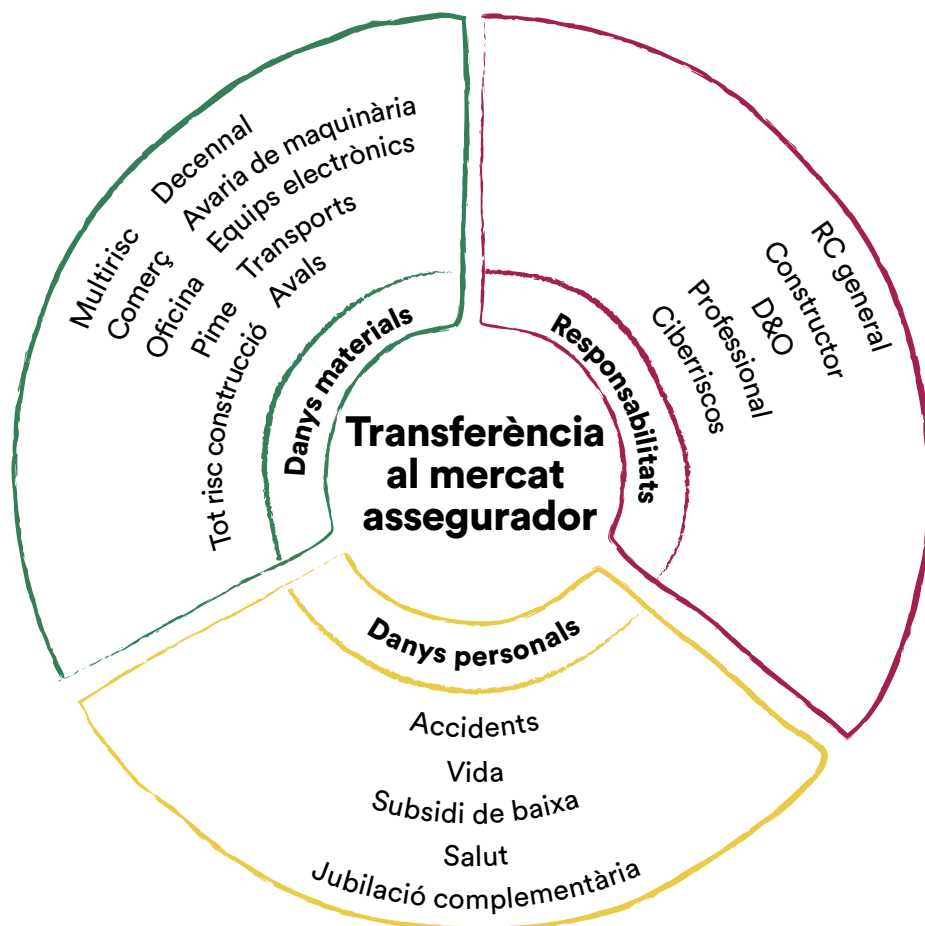 Transferència
al mercat
assegurador
Danys materials
Multirisc
Comerç
Oficina
Pime
Tot risc construcció
Decennal
Avaria de maquinària
Equips electrònics
Transports
Avals
Responsabilitats
RC general
Constructor
D&O
Professional
Ciberriscos
Danys personals
Accidents
Vida
Subsidi de baixa
Salut
Jubilació complementària